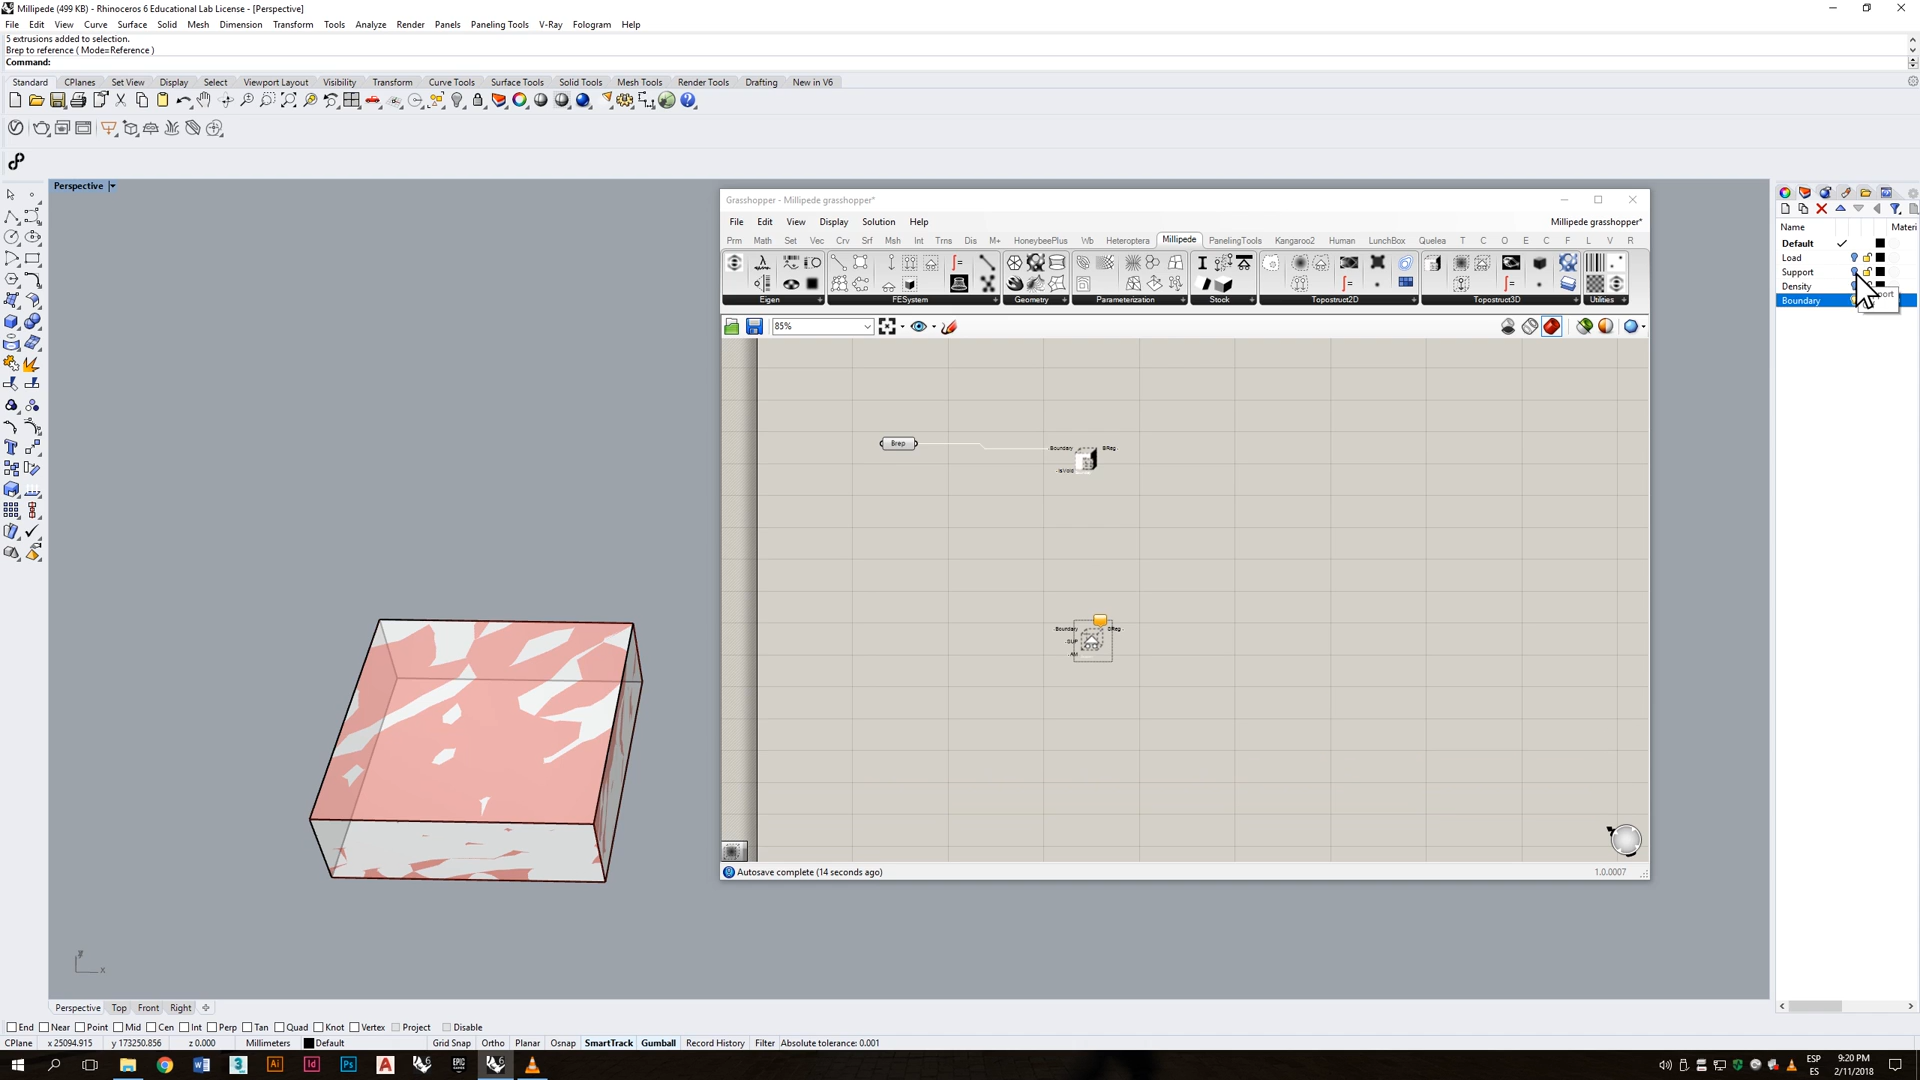 Millipede (499 KB) - Rhinoceros 6 Educational Lab License - [Perspective]
File Edit View Curve Surface Solid Mesh Dimension Transform Tools Analyze Render Panels Paneling Tools V-Ray Fologram Help
5 extrusions added to selection.
Brep to reference ( Mode=Reference )
Command:
Standard CPlanes Set View Display Select Viewport Layout Visibility Transform Curve Tools Surface Tools Solid Tools Mesh Tools Render Tools Drafting New in V6
Perspective
Grasshopper - Millipede grasshopper*
File Edit View Display Solution Help Millipede grasshopper*
Prm Math Set Vec Crv Srf Msh Int Trns Dis M+ HoneybeePlus Wb Heteroptera Millipede PanelingTools Kangaroo2 Human LunchBox Quelea T C O E C F L V R
Eigen FESystem Geometry Parameterization Stock Topostruct2D Topostruct3D Utilities
85%
Name Materi
Default
Load
Support
Density
Boundary
Brep
Boundary BReg
IsVoid
Boundary
SUP
AM
Autosave complete (14 seconds ago) 1.0.0007
y
x
Perspective Top Front Right
End Near Point Mid Cen Int Perp Tan Quad Knot Vertex Project Disable
CPlane x 25094.915 y 173250.856 z 0.000 Millimeters Default Grid Snap Ortho Planar Osnap SmartTrack Gumball Record History Filter Absolute tolerance: 0.001
ESP
ES
9:20 PM
2/11/2018